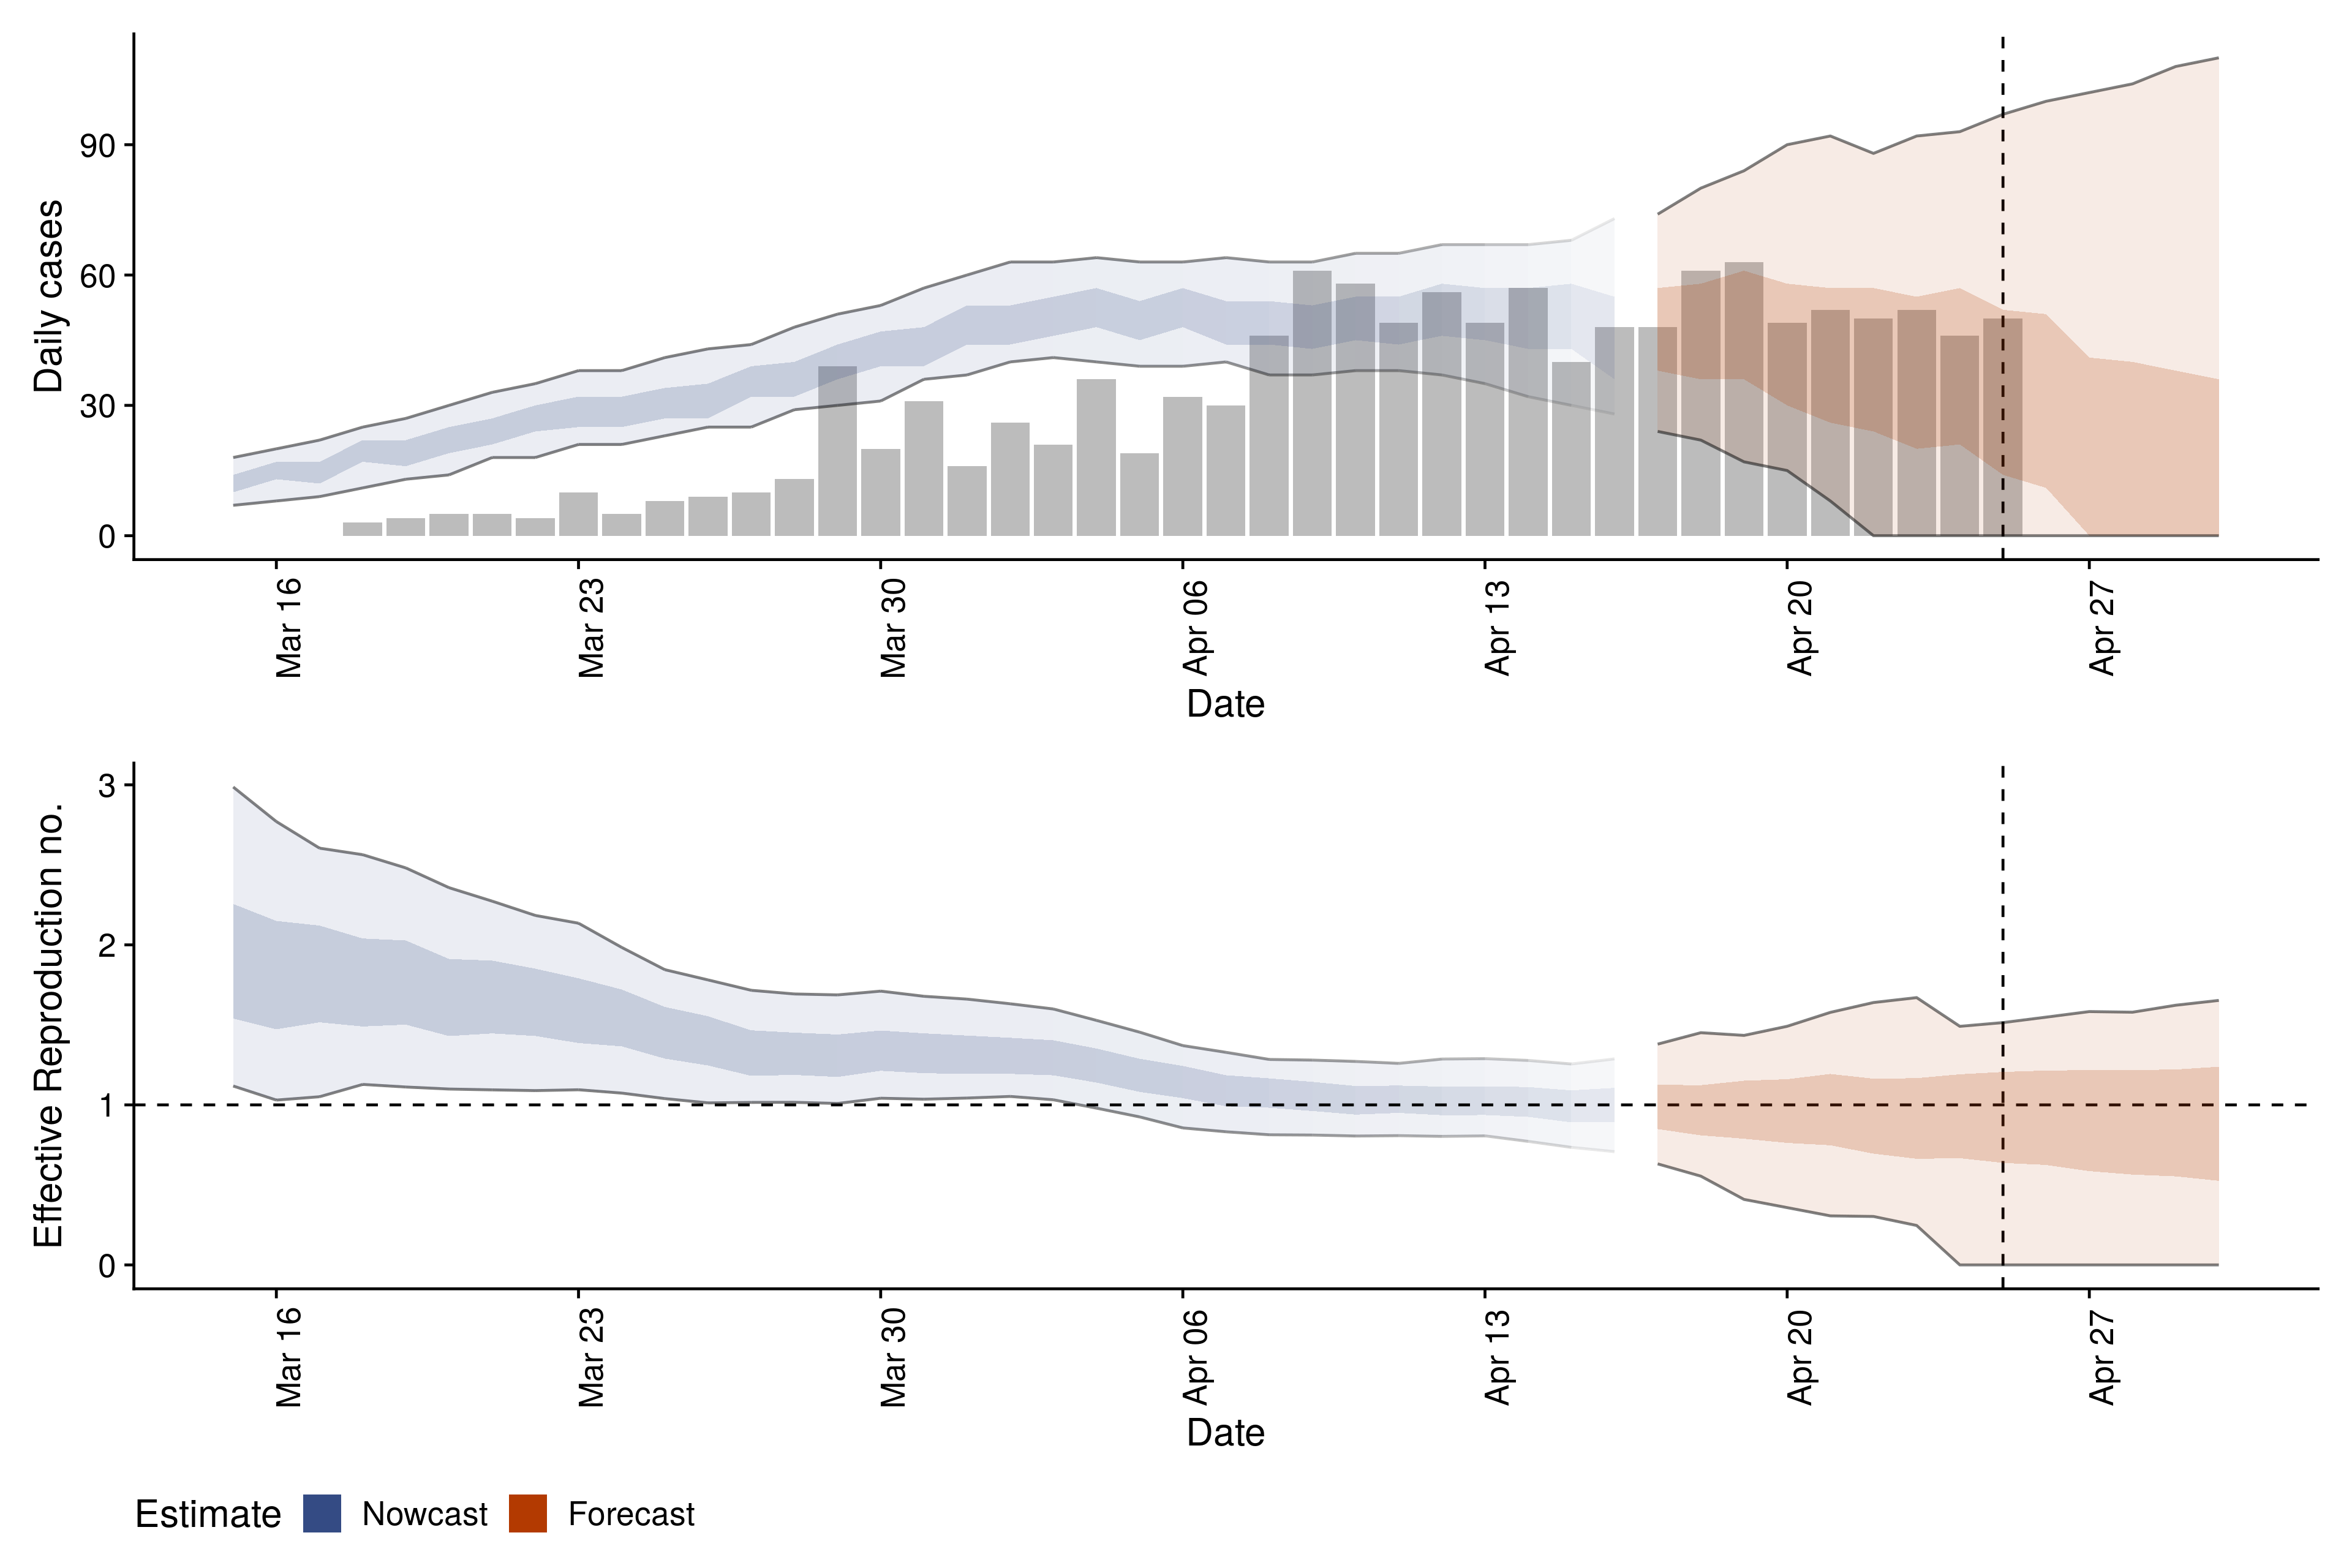 Daily cases
90
60
30
0
Mar 16
Mar 23
Mar 30
Apr 06
Apr 13
Apr 20
Apr 27
Date
Effective Reproduction no.
3
2
1
0
Mar 16
Mar 23
Mar 30
Apr 06
Apr 13
Apr 20
Apr 27
Date
Estimate Nowcast Forecast